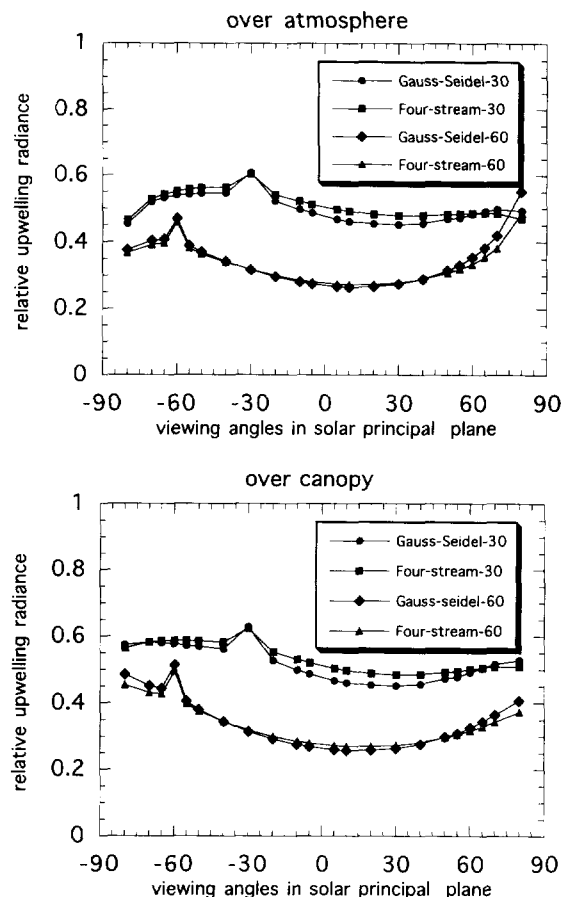 over atmosphere
relative upwelling radiance
1
0.8
0.6
0.4
0.2
0
Gauss-Seidel-30
Four-stream-30
Gauss-Seidel-60
Four-stream-60
-90 -60 -30 0 30 60 90
viewing angles in solar principal plane
over canopy
relative upwelling radiance
1
0.8
0.6
0.4
0.2
0
Gauss-Seidel-30
Four-stream-30
Gauss-seidel-60
Four-stream-60
-90 -60 -30 0 30 60 90
viewing angles in solar principal plane